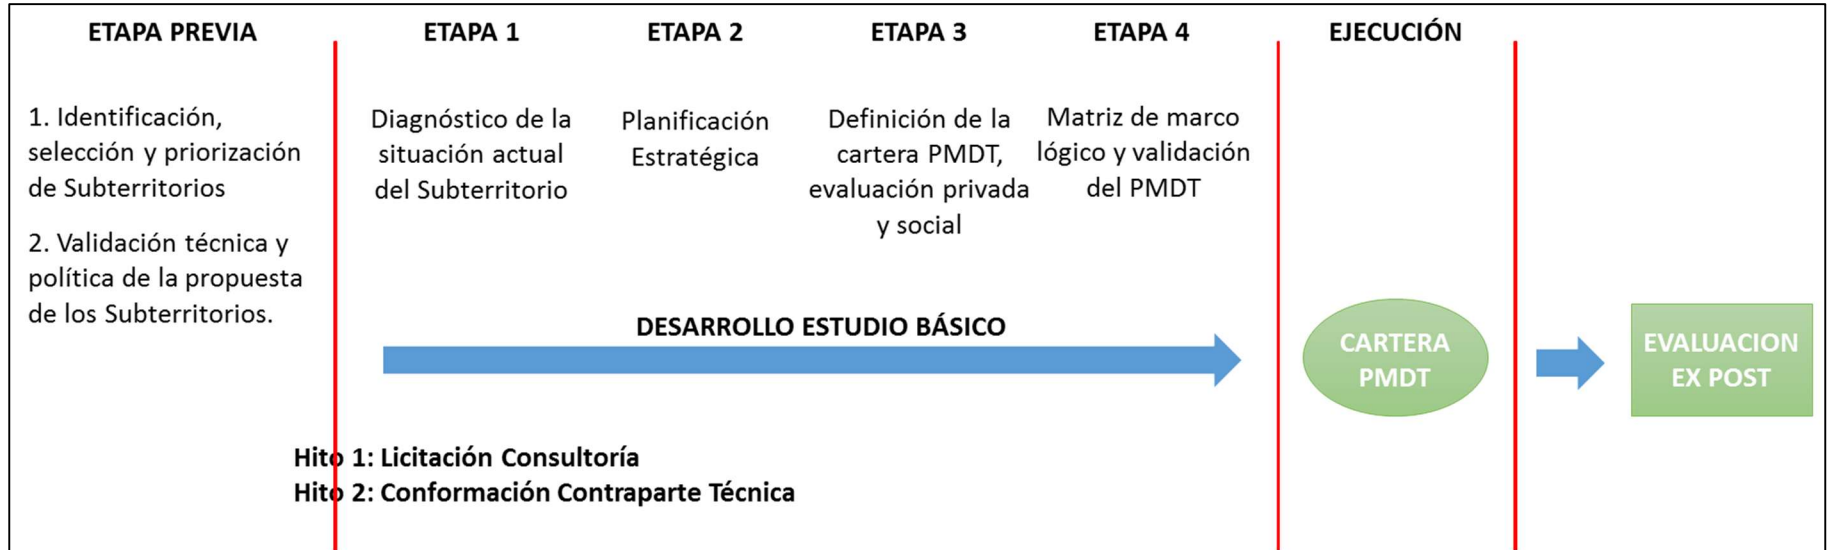 ETAPA PREVIA
ETAPA 1
ETAPA 2
ETAPA 3
ETAPA 4
EJECUCIÓN
1. Identificación,
selección y priorización
de Subterritorios
2. Validación técnica y
política de la propuesta
de los Subterritorios.
Diagnóstico de la
situación actual
del Subterritorio
Planificación
Estratégica
Definición de la
cartera PMDT,
evaluación privada
y social
Matriz de marco
lógico y validación
del PMDT
DESARROLLO ESTUDIO BÁSICO
CARTERA
PMDT
EVALUACION
EX POST
Hito 1: Licitación Consultoría
Hito 2: Conformación Contraparte Técnica